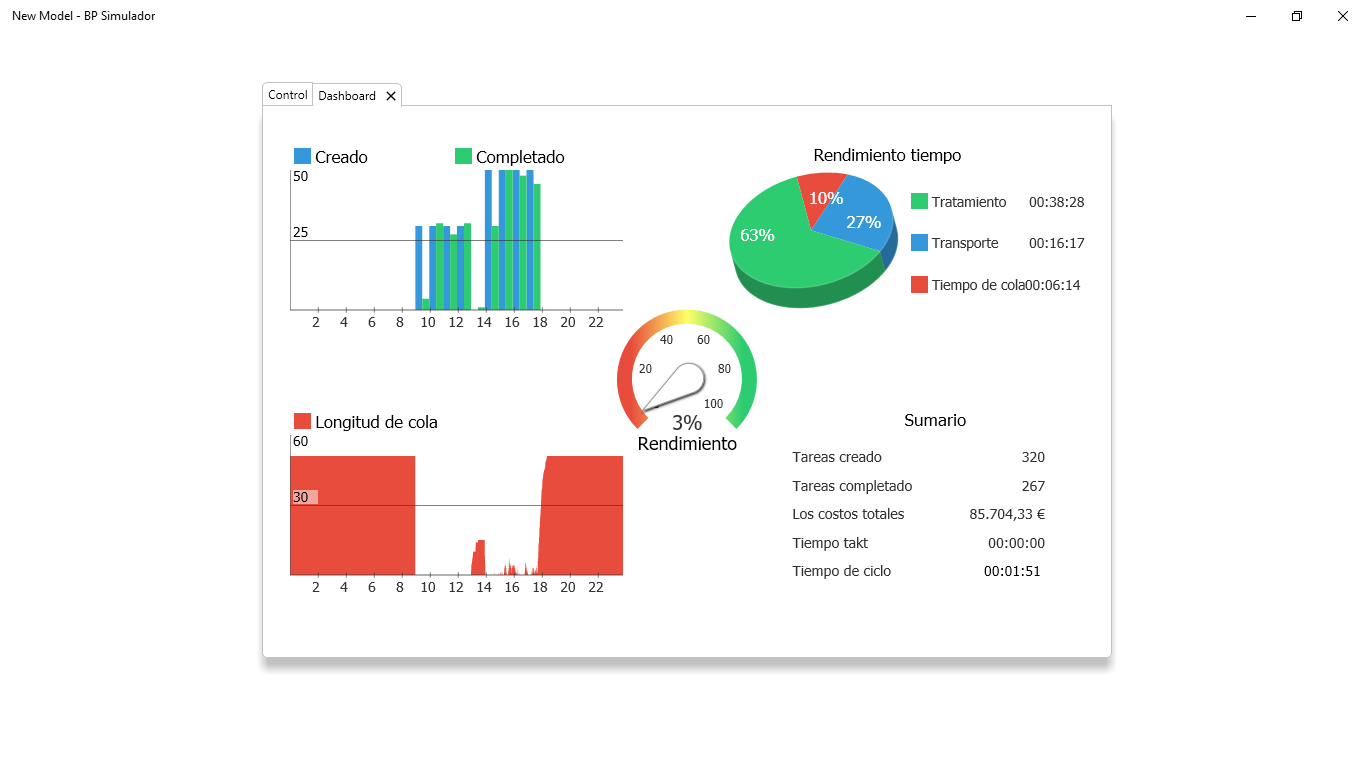 New Model - BP Simulador
Control
Dashboard
Creado
Completado
50
25
2 4 6 8 10 12 14 16 18 20 22
Rendimiento tiempo
10%
27%
63%
Tratamiento 00:38:28
Transporte 00:16:17
Tiempo de cola00:06:14
40 60
20 80
100
3%
Rendimiento
Longitud de cola
60
30
2 4 6 8 10 12 14 16 18 20 22
Sumario
Tareas creado 320
Tareas completado 267
Los costos totales 85.704,33 €
Tiempo takt 00:00:00
Tiempo de ciclo 00:01:51